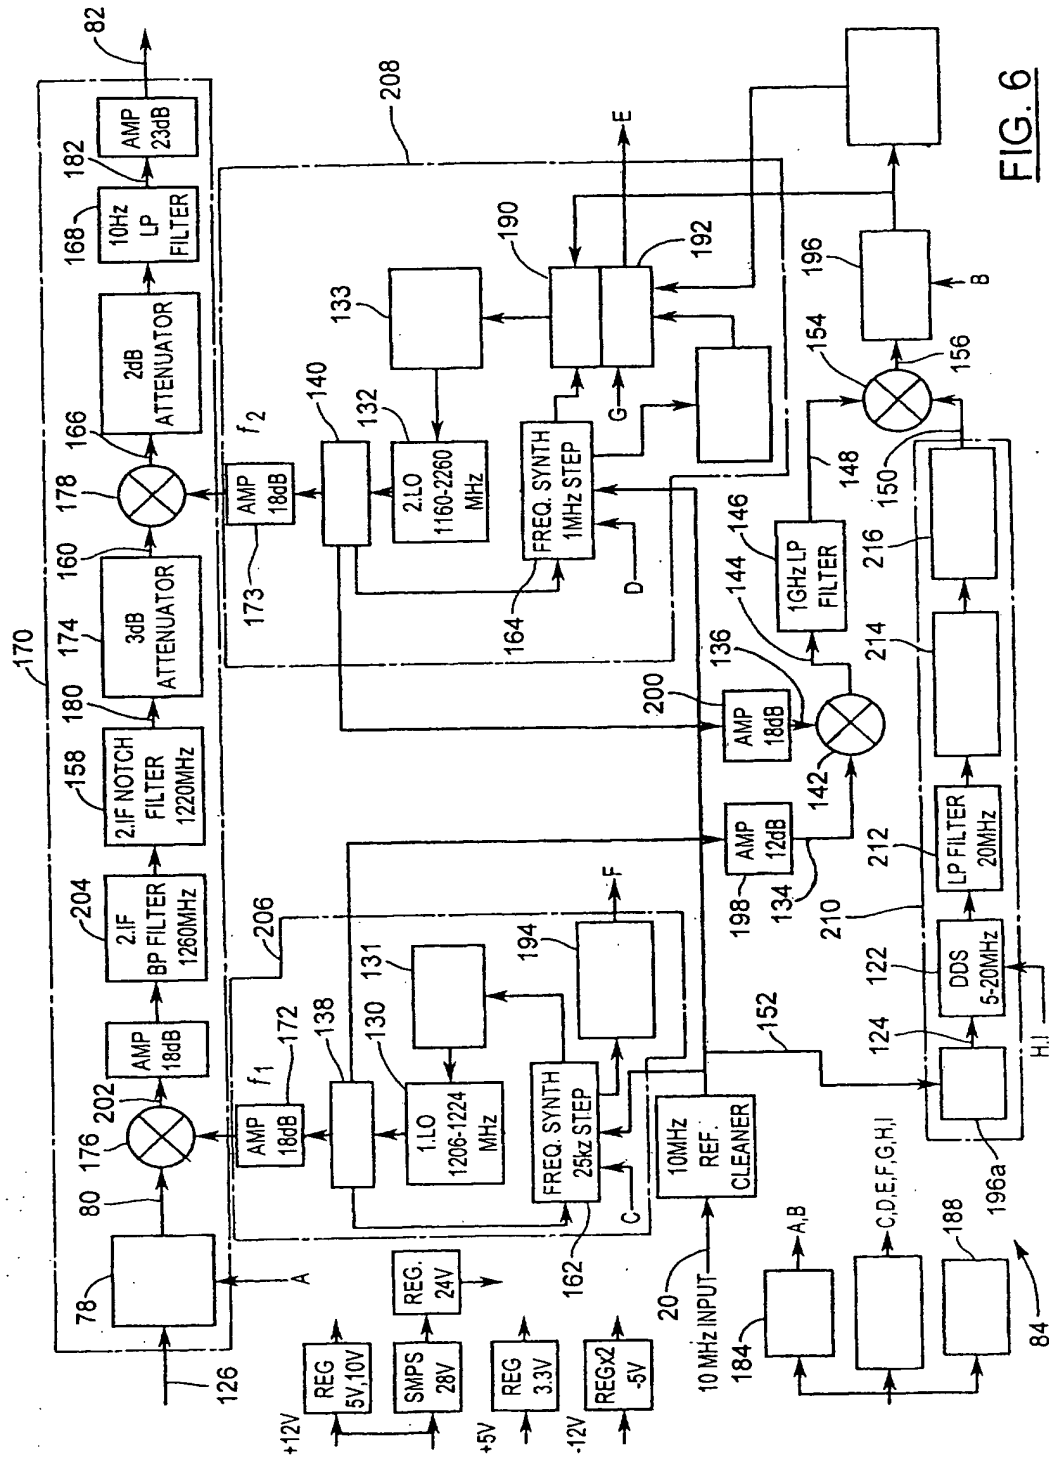 170
126
78
A
80
176
202
AMP
18dB
204
2.IF
BP FILTER
1260MHz
158
2.IF NOTCH
FILTER
1220MHz
180
174
3dB
ATTENUATOR
160
178
166
2dB
ATTENUATOR
168
10Hz
LP
FILTER
182
AMP
23dB
82
206
f1
AMP
18dB
172
138
130
1.LO
1206-1224
MHz
131
FREQ. SYNTH
25kz STEP
162
C
194
F
208
f2
AMP
18dB
173
140
132
2.LO
1160-2260
MHz
133
FREQ. SYNTH
1MHz STEP
164
D
190
192
G
E
+12V
REG
5V,10V
SMPS
28V
REG.
24V
+5V
REG
3.3V
-12V
REGx2
-5V
10 MHz INPUT
20
10MHz
REF.
CLEANER
152
AMP
12dB
198
134
AMP
18dB
200
136
142
144
1GHz LP
FILTER
146
148
154
150
156
196
B
184
A,B
C,D,E,F,G,H,I
188
84
196a
124
122
DDS
5-20MHz
H,I
210
212
LP FILTER
20MHz
214
216
FIG. 6